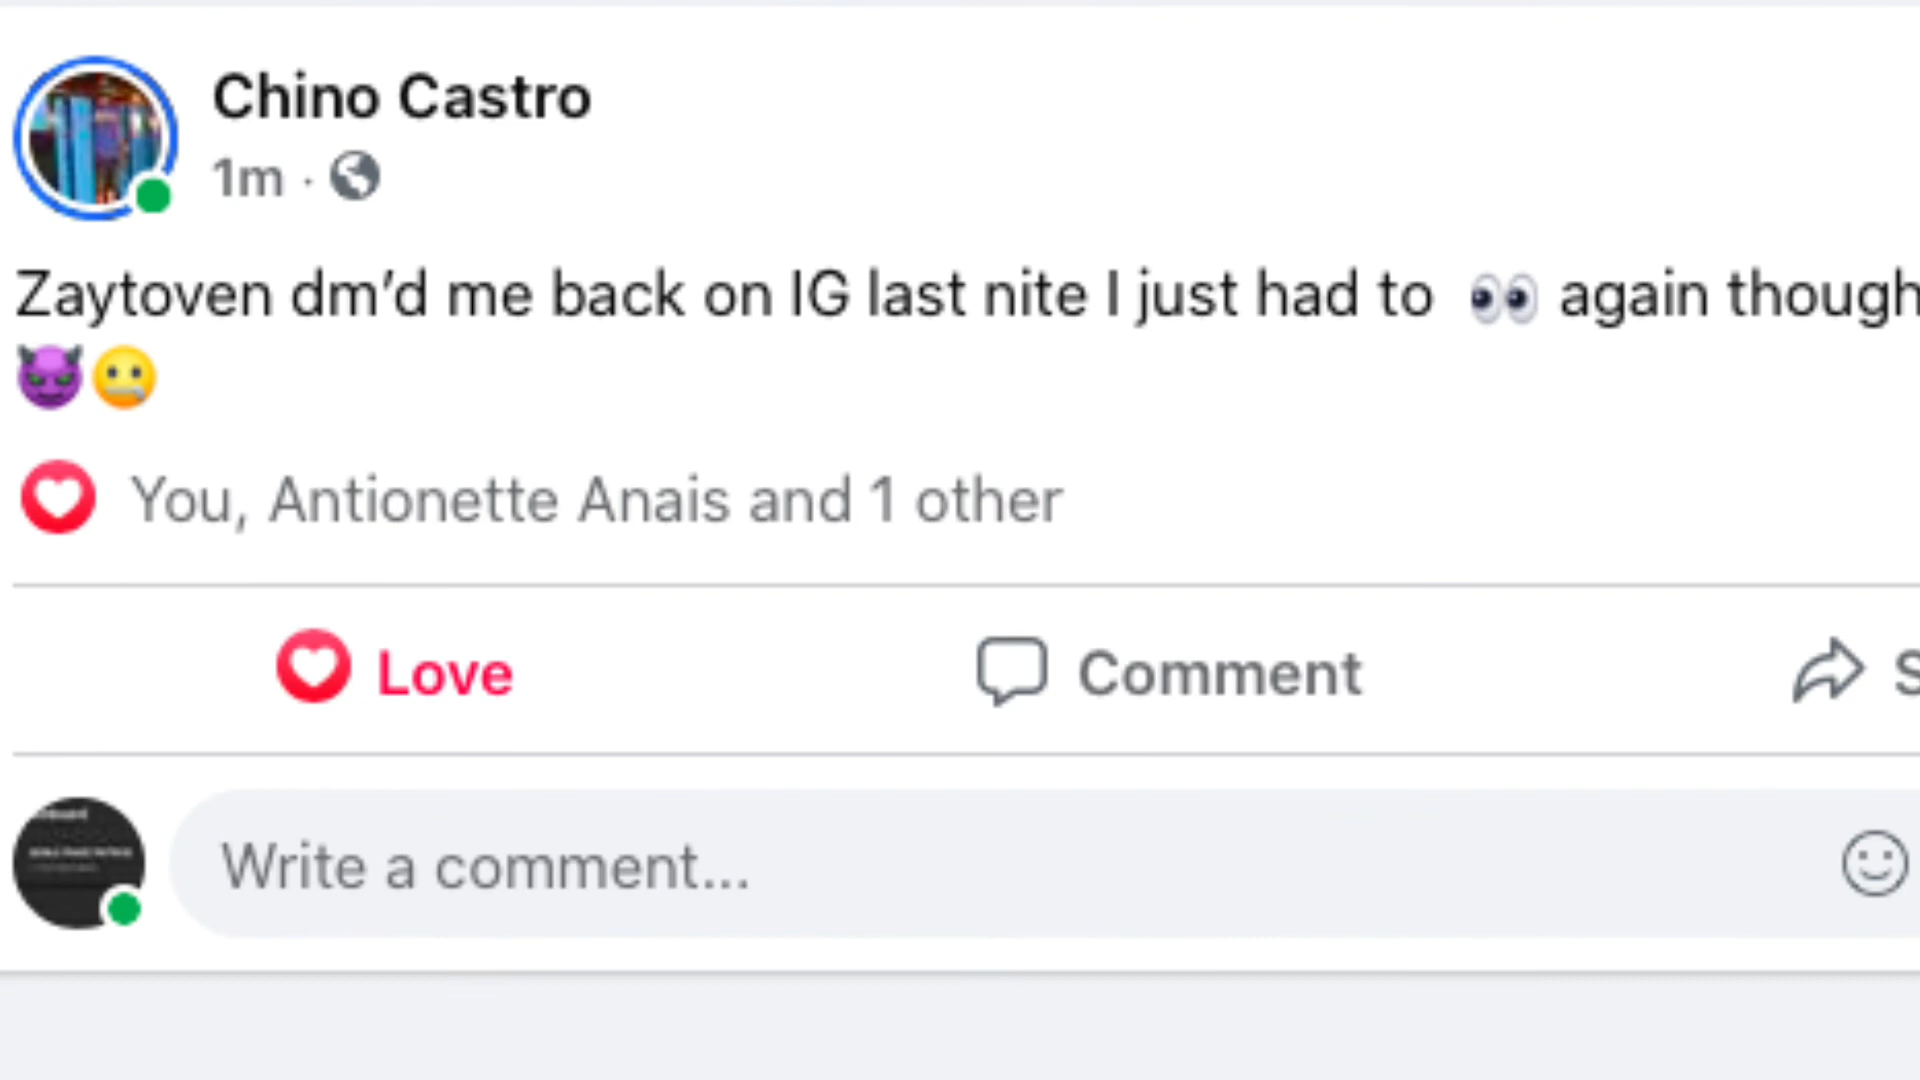 Chino Castro
1m ·
Zaytoven dm’d me back on IG last nite I just had to 👀 again though
😈🤐
You, Antionette Anais and 1 other
Love
Comment
Write a comment...